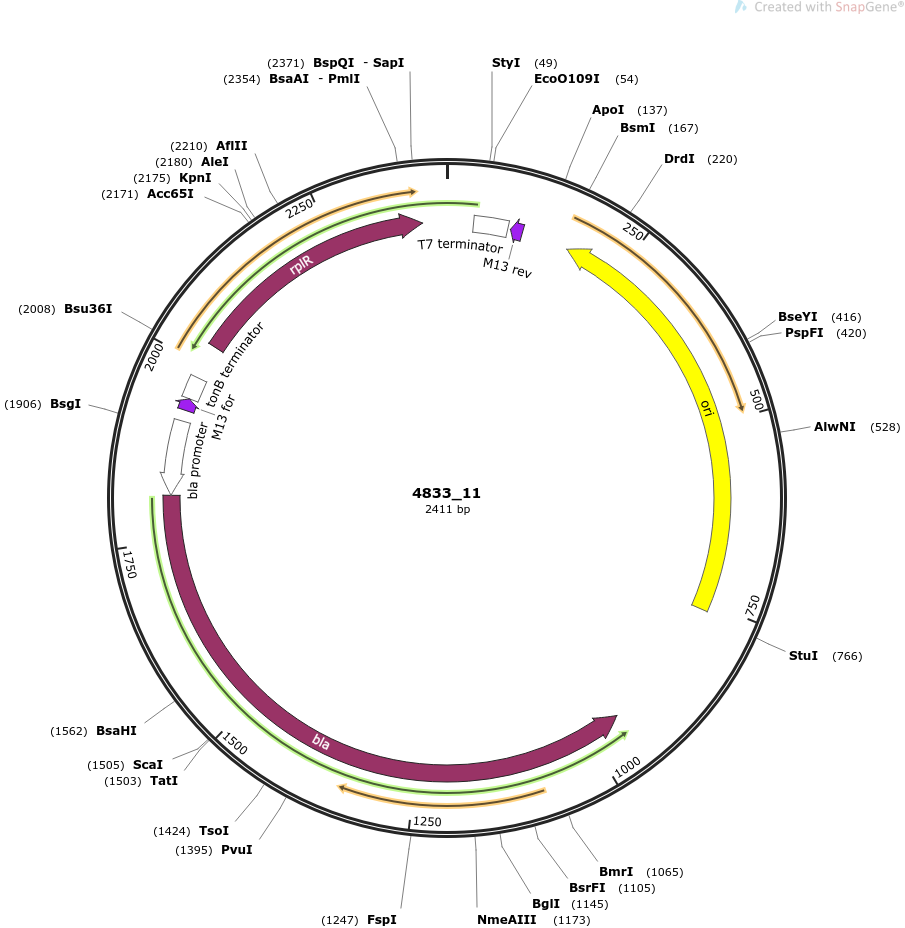 Created with SnapGene®
(2371) BspQI - SapI
(2354) BsaAI - PmlI
StyI (49)
EcoO109I (54)
ApoI (137)
BsmI (167)
DrdI (220)
(2210) AflII
(2180) AleI
(2175) KpnI
(2171) Acc65I
2250
250
T7 terminator
M13 rev
rplR
(2008) Bsu36I
2000
BseYI (416)
PspFI (420)
tonB terminator
M13 for
(1906) BsgI
500
ori
AlwNI (528)
bla promoter
4833_11
2411 bp
1750
750
StuI (766)
(1562) BsaHI
1500
bla
(1505) ScaI
(1503) TatI
1000
(1424) TsoI
1250
(1395) PvuI
BmrI (1065)
BsrFI (1105)
BglI (1145)
(1247) FspI
NmeAIII (1173)